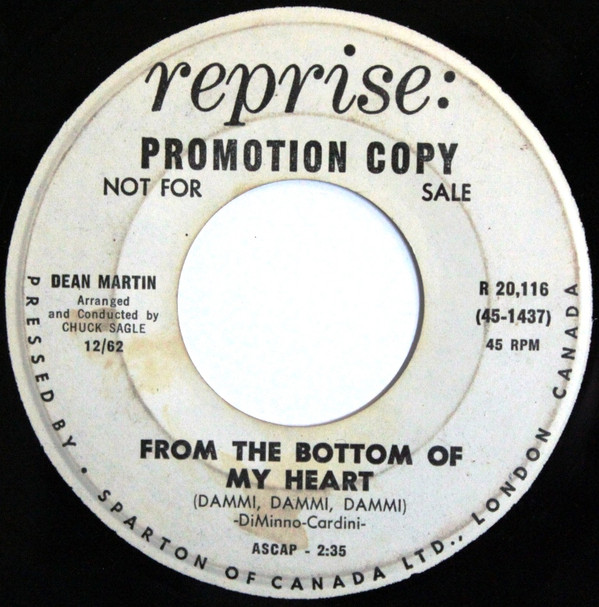 reprise:
PROMOTION COPY
NOT FOR SALE
DEAN MARTIN
Arranged
and Conducted by
CHUCK SAGLE
12/62
R 20,116
(45-1437)
45 RPM
FROM THE BOTTOM OF
MY HEART
(DAMMI, DAMMI, DAMMI)
-DiMinno-Cardini-
ASCAP - 2:35
PRESSED BY • SPARTON OF CANADA LTD., LONDON CANADA